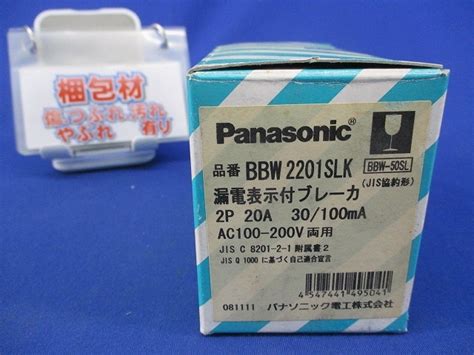 梱包材
傷つぶれ汚れ
やぶれ 有り
Panasonic
品番 BBW 2201SLK
BBW-50SL
(JIS協約形)
漏電表示付ブレーカ
2P 20A 30/100mA
AC100-200V両用
JIS C 8201-2-1 附属書2
JIS Q 1000 に基づく自己適合宣言
4547441495041
081111 パナソニック電工株式会社